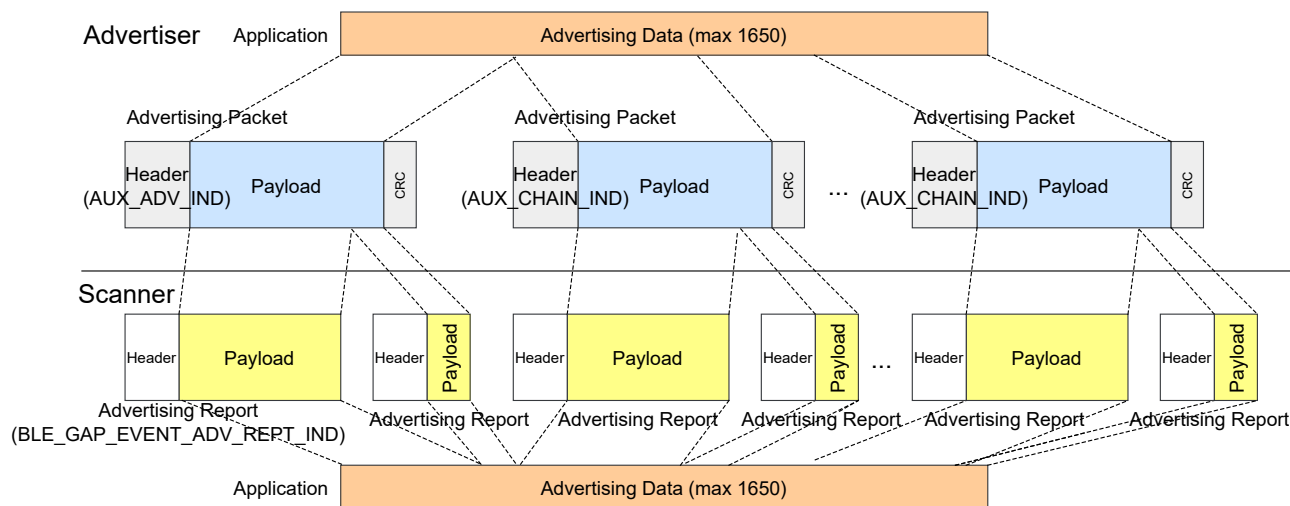 Advertiser
Application
Advertising Data (max 1650)
Advertising Packet
Advertising Packet
Advertising Packet
Header
(AUX_ADV_IND)
Payload
CRC
Header
(AUX_CHAIN_IND)
Payload
CRC
...
Header
(AUX_CHAIN_IND)
Payload
CRC
Scanner
Header
Payload
Header
Payload
Header
Payload
Header
Payload
...
Header
Payload
Header
Payload
Advertising Report
(BLE_GAP_EVENT_ADV_REPT_IND)
Advertising Report
Advertising Report
Advertising Report
Advertising Report
Advertising Report
Application
Advertising Data (max 1650)